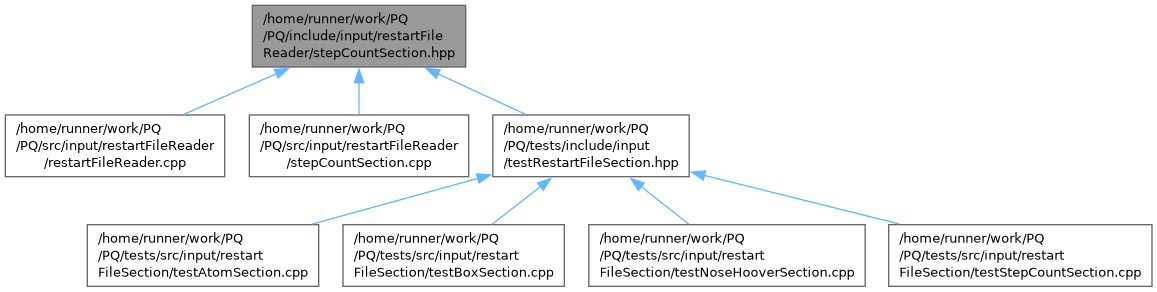 /home/runner/work/PQ
/PQ/include/input/restartFile
Reader/stepCountSection.hpp
/home/runner/work/PQ
/PQ/src/input/restartFileReader
/restartFileReader.cpp
/home/runner/work/PQ
/PQ/src/input/restartFileReader
/stepCountSection.cpp
/home/runner/work/PQ
/PQ/tests/include/input
/testRestartFileSection.hpp
/home/runner/work/PQ
/PQ/tests/src/input/restart
FileSection/testAtomSection.cpp
/home/runner/work/PQ
/PQ/tests/src/input/restart
FileSection/testBoxSection.cpp
/home/runner/work/PQ
/PQ/tests/src/input/restart
FileSection/testNoseHooverSection.cpp
/home/runner/work/PQ
/PQ/tests/src/input/restart
FileSection/testStepCountSection.cpp